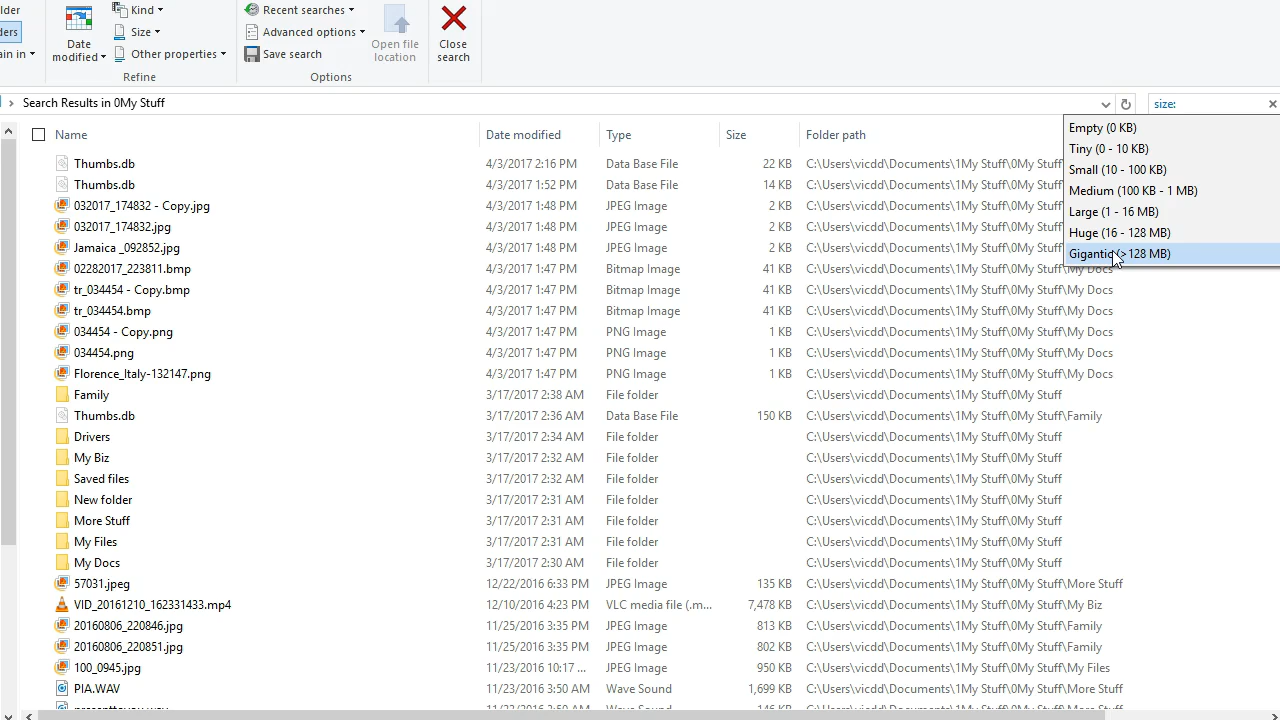 lder
Kind
Recent searches
ders
Size
Advanced options
ain in
Date modified
Other properties
Save search
Open file location
Close search
Refine
Options
Search Results in 0My Stuff
size:
Name Date modified Type Size Folder path
Empty (0 KB)
Tiny (0 - 10 KB)
Small (10 - 100 KB)
Medium (100 KB - 1 MB)
Large (1 - 16 MB)
Huge (16 - 128 MB)
Gigantic (>128 MB)
Thumbs.db 4/3/2017 2:16 PM Data Base File 22 KB C:\Users\vicdd\Documents\1My Stuff\0My Stuff
Thumbs.db 4/3/2017 1:52 PM Data Base File 14 KB C:\Users\vicdd\Documents\1My Stuff\0My Stuff
032017_174832 - Copy.jpg 4/3/2017 1:48 PM JPEG Image 2 KB C:\Users\vicdd\Documents\1My Stuff\0My Stuff
032017_174832.jpg 4/3/2017 1:48 PM JPEG Image 2 KB C:\Users\vicdd\Documents\1My Stuff\0My Stuff
Jamaica _092852.jpg 4/3/2017 1:48 PM JPEG Image 2 KB C:\Users\vicdd\Documents\1My Stuff\0My Stuff
02282017_223811.bmp 4/3/2017 1:47 PM Bitmap Image 41 KB C:\Users\vicdd\Documents\1My Stuff\0My Stuff\My Docs
tr_034454 - Copy.bmp 4/3/2017 1:47 PM Bitmap Image 41 KB C:\Users\vicdd\Documents\1My Stuff\0My Stuff\My Docs
tr_034454.bmp 4/3/2017 1:47 PM Bitmap Image 41 KB C:\Users\vicdd\Documents\1My Stuff\0My Stuff\My Docs
034454 - Copy.png 4/3/2017 1:47 PM PNG Image 1 KB C:\Users\vicdd\Documents\1My Stuff\0My Stuff\My Docs
034454.png 4/3/2017 1:47 PM PNG Image 1 KB C:\Users\vicdd\Documents\1My Stuff\0My Stuff\My Docs
Florence_Italy-132147.png 4/3/2017 1:47 PM PNG Image 1 KB C:\Users\vicdd\Documents\1My Stuff\0My Stuff\My Docs
Family 3/17/2017 2:38 AM File folder C:\Users\vicdd\Documents\1My Stuff\0My Stuff
Thumbs.db 3/17/2017 2:36 AM Data Base File 150 KB C:\Users\vicdd\Documents\1My Stuff\0My Stuff\Family
Drivers 3/17/2017 2:34 AM File folder C:\Users\vicdd\Documents\1My Stuff\0My Stuff
My Biz 3/17/2017 2:32 AM File folder C:\Users\vicdd\Documents\1My Stuff\0My Stuff
Saved files 3/17/2017 2:32 AM File folder C:\Users\vicdd\Documents\1My Stuff\0My Stuff
New folder 3/17/2017 2:31 AM File folder C:\Users\vicdd\Documents\1My Stuff\0My Stuff
More Stuff 3/17/2017 2:31 AM File folder C:\Users\vicdd\Documents\1My Stuff\0My Stuff
My Files 3/17/2017 2:31 AM File folder C:\Users\vicdd\Documents\1My Stuff\0My Stuff
My Docs 3/17/2017 2:30 AM File folder C:\Users\vicdd\Documents\1My Stuff\0My Stuff
57031.jpeg 12/22/2016 6:33 PM JPEG Image 135 KB C:\Users\vicdd\Documents\1My Stuff\0My Stuff\More Stuff
VID_20161210_162331433.mp4 12/10/2016 4:23 PM VLC media file (.m... 7,478 KB C:\Users\vicdd\Documents\1My Stuff\0My Stuff\My Biz
20160806_220846.jpg 11/25/2016 3:35 PM JPEG Image 813 KB C:\Users\vicdd\Documents\1My Stuff\0My Stuff\Family
20160806_220851.jpg 11/25/2016 3:35 PM JPEG Image 802 KB C:\Users\vicdd\Documents\1My Stuff\0My Stuff\Family
100_0945.jpg 11/23/2016 10:17 ... JPEG Image 950 KB C:\Users\vicdd\Documents\1My Stuff\0My Stuff\My Files
PIA.WAV 11/23/2016 3:50 AM Wave Sound 1,699 KB C:\Users\vicdd\Documents\1My Stuff\0My Stuff\More Stuff